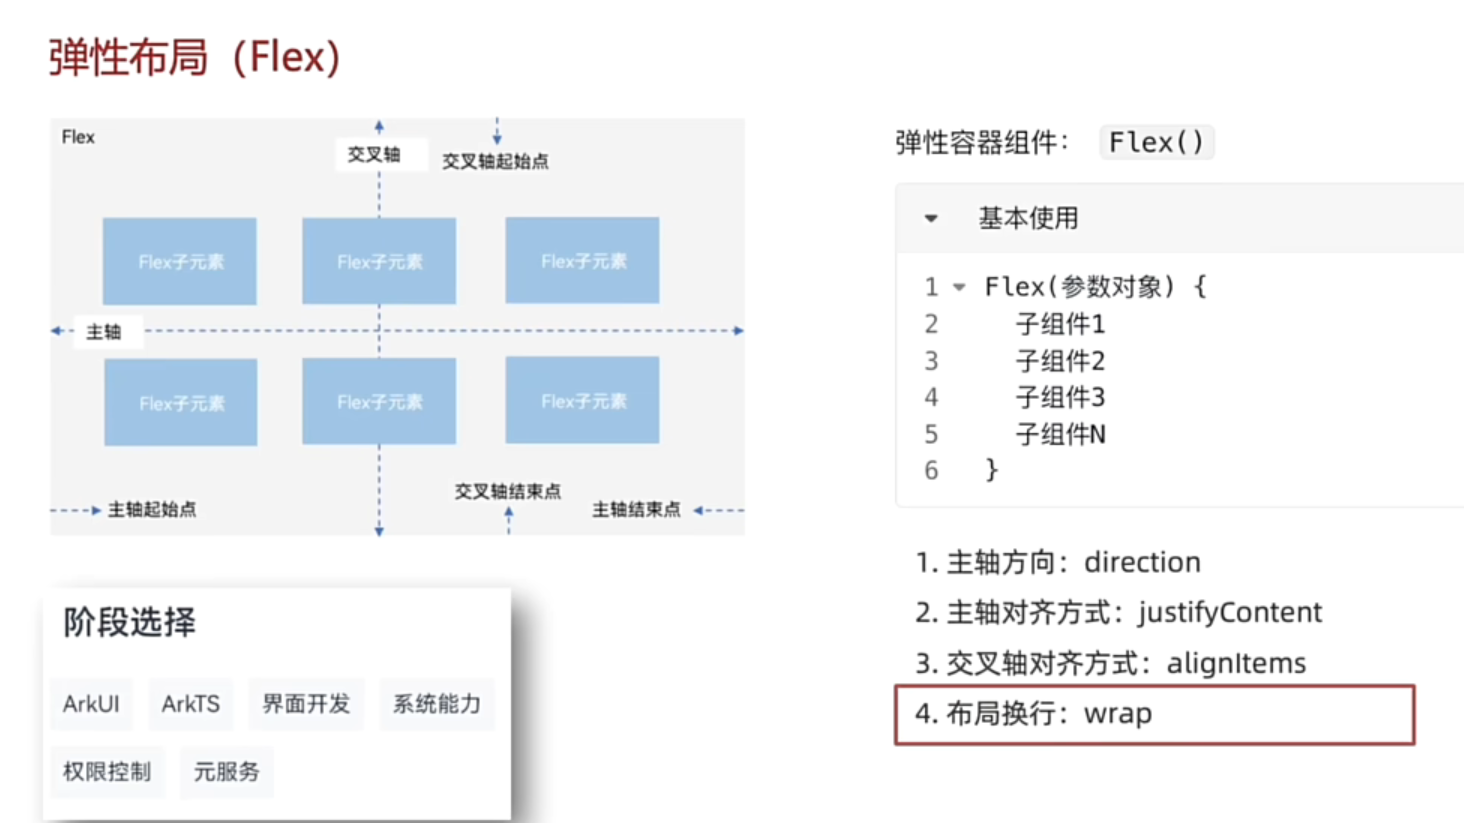 弹性布局（Flex）
Flex
交叉轴
交叉轴起始点
Flex子元素
Flex子元素
Flex子元素
主轴
Flex子元素
Flex子元素
Flex子元素
主轴起始点
交叉轴结束点
主轴结束点
阶段选择
ArkUI
ArkTS
界面开发
系统能力
权限控制
元服务
弹性容器组件： Flex()
基本使用
1 Flex(参数对象) {
2 子组件1
3 子组件2
4 子组件3
5 子组件N
6 }
1. 主轴方向：direction
2. 主轴对齐方式：justifyContent
3. 交叉轴对齐方式：alignItems
4. 布局换行：wrap